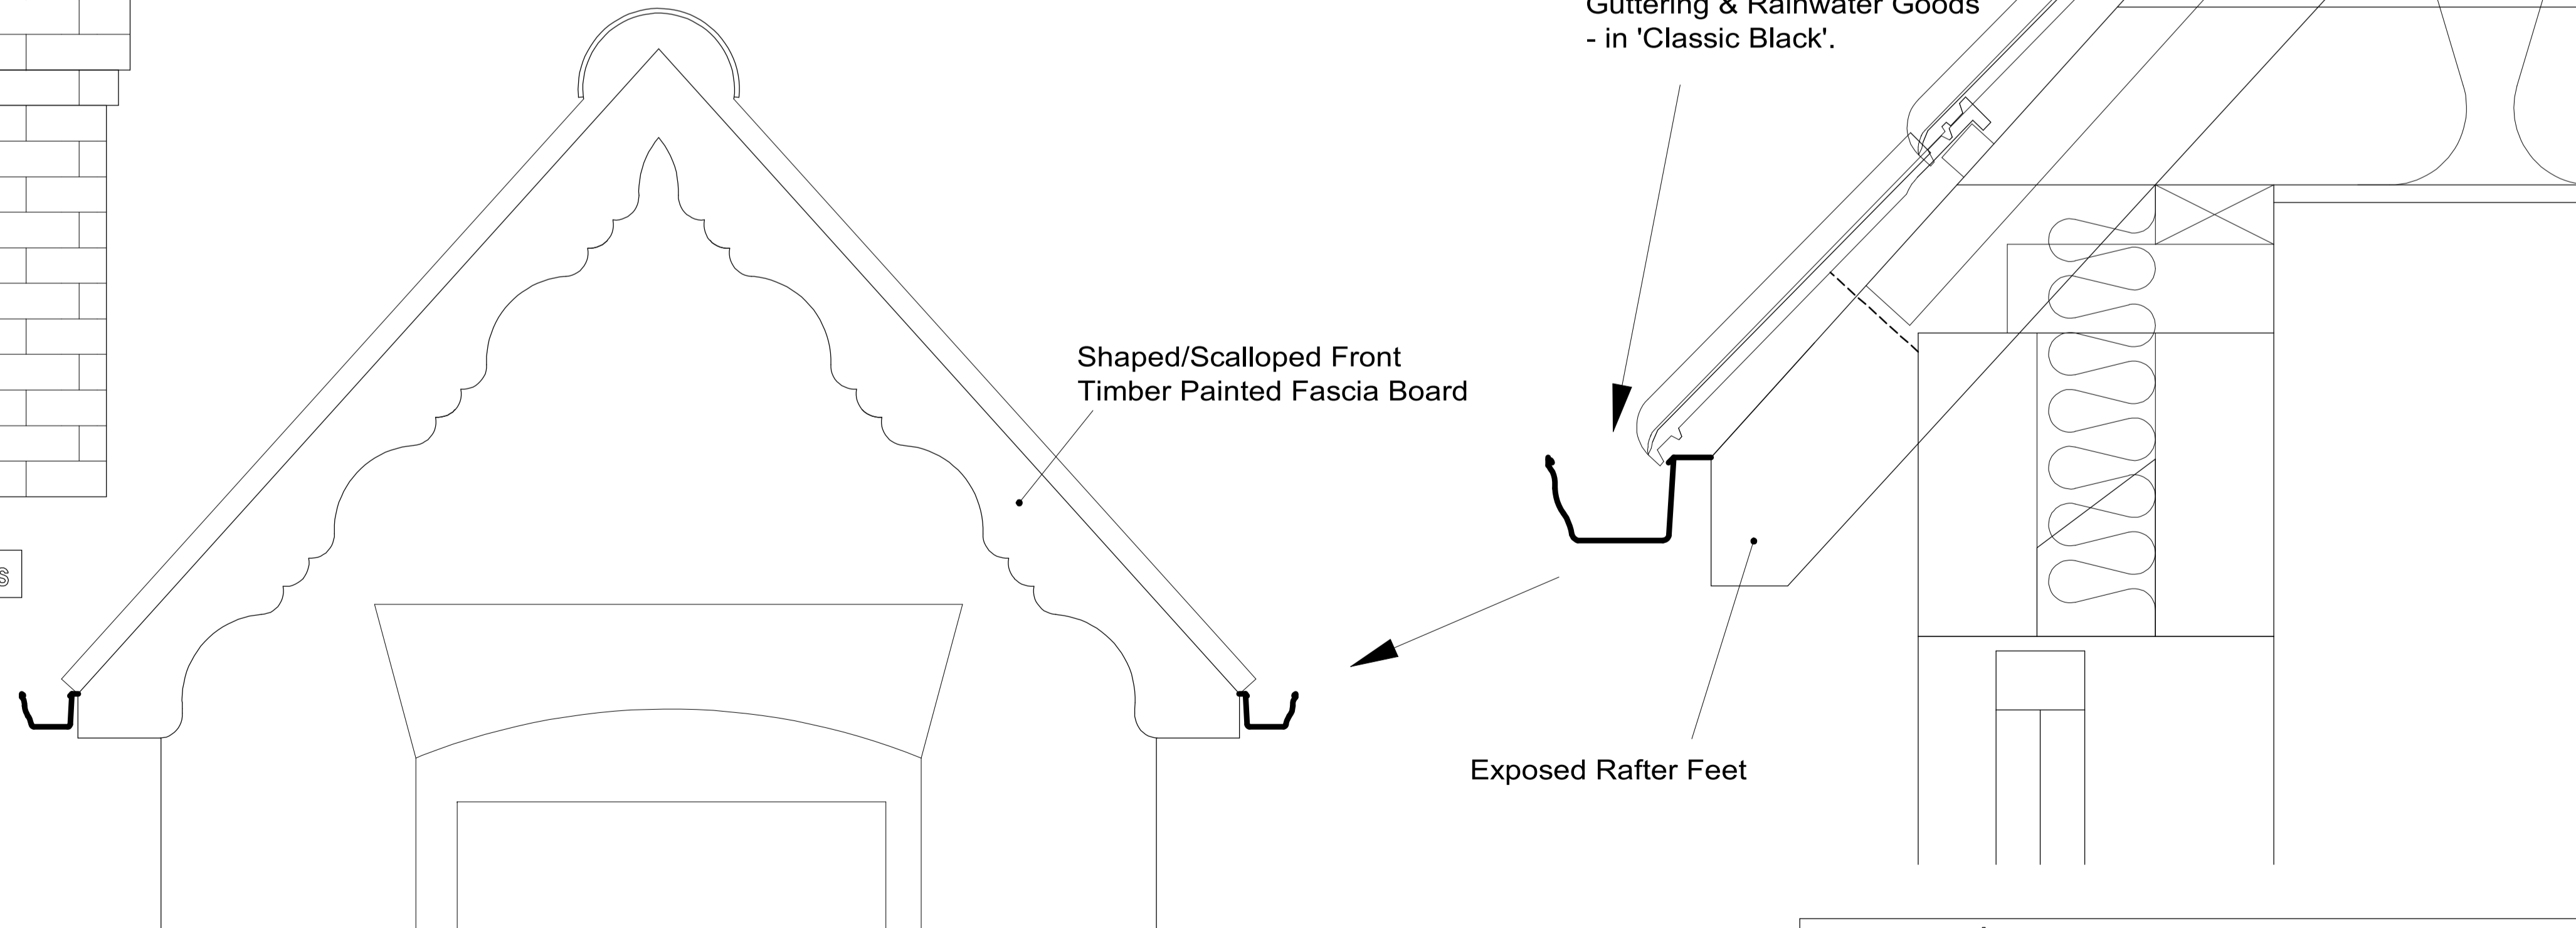 Guttering & Rainwater Goods
- in 'Classic Black'.
Shaped/Scalloped Front
Timber Painted Fascia Board
Exposed Rafter Feet
s